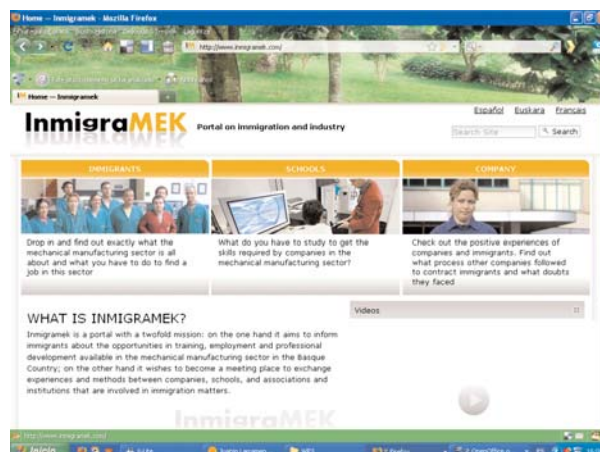 Home — Inmigramek - Mozilla Firefox
http://www.inmigramek.com/
Home — Inmigramek
Español Euskara Français
InmigraMEK Portal on immigration and industry
Search Site Search
IMMIGRANTS SCHOOLS COMPANY
Drop in and find out exactly what the
mechanical manufacturing sector is all
about and what you have to do to find a
job in this sector
What do you have to study to get the
skills required by companies in the
mechanical manufacturing sector?
Check out the positive experiences of
companies and immigrants. Find out
what process other companies followed
to contract immigrants and what doubts
they faced
WHAT IS INMIGRAMEK?
Inmigramek is a portal with a twofold mission: on the one hand it aims to inform
immigrants about the opportunities in training, employment and professional
development available in the mechanical manufacturing sector in the Basque
Country; on the other hand it wishes to become a meeting place to exchange
experiences and methods between companies, schools, and associations and
institutions that are involved in immigration matters.
Videos
InmigraMEK
http://www.inmigramek.com/